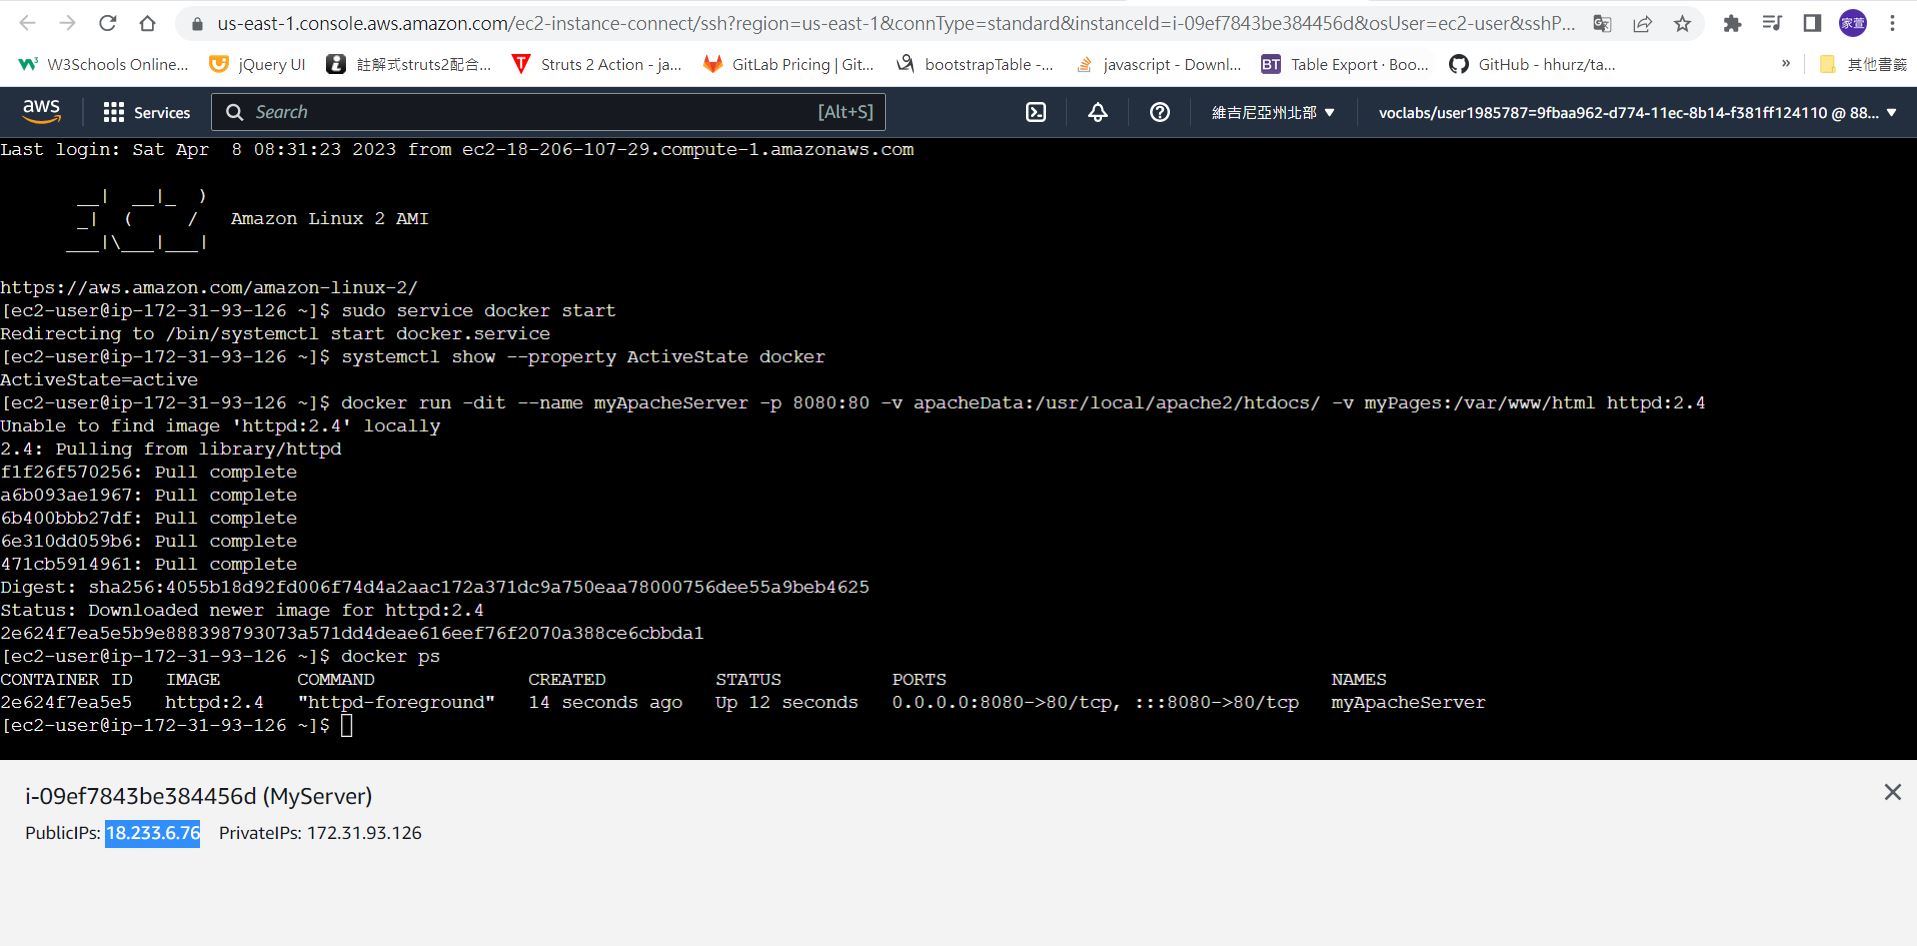 us-east-1.console.aws.amazon.com/ec2-instance-connect/ssh?region=us-east-1&connType=standard&instanceId=i-09ef7843be384456d&osUser=ec2-user&sshP...
家萱
W3Schools Online...
jQuery UI
註解式struts2配合...
Struts 2 Action - ja...
GitLab Pricing | Git...
bootstrapTable -...
javascript - Downl...
BT Table Export · Boo...
GitHub - hhurz/ta...
»
其他書籤
aws
Services
Search
[Alt+S]
維吉尼亞州北部
voclabs/user1985787=9fbaa962-d774-11ec-8b14-f381ff124110 @ 88...
Last login: Sat Apr  8 08:31:23 2023 from ec2-18-206-107-29.compute-1.amazonaws.com
       __|  __|_  )
       _|  (     /   Amazon Linux 2 AMI
      ___|\___|___|
https://aws.amazon.com/amazon-linux-2/
[ec2-user@ip-172-31-93-126 ~]$ sudo service docker start
Redirecting to /bin/systemctl start docker.service
[ec2-user@ip-172-31-93-126 ~]$ systemctl show --property ActiveState docker
ActiveState=active
[ec2-user@ip-172-31-93-126 ~]$ docker run -dit --name myApacheServer -p 8080:80 -v apacheData:/usr/local/apache2/htdocs/ -v myPages:/var/www/html httpd:2.4
Unable to find image 'httpd:2.4' locally
2.4: Pulling from library/httpd
f1f26f570256: Pull complete
a6b093ae1967: Pull complete
6b400bbb27df: Pull complete
6e310dd059b6: Pull complete
471cb5914961: Pull complete
Digest: sha256:4055b18d92fd006f74d4a2aac172a371dc9a750eaa78000756dee55a9beb4625
Status: Downloaded newer image for httpd:2.4
2e624f7ea5e5b9e888398793073a571dd4deae616eef76f2070a388ce6cbbda1
[ec2-user@ip-172-31-93-126 ~]$ docker ps
CONTAINER ID   IMAGE       COMMAND              CREATED          STATUS          PORTS                                   NAMES
2e624f7ea5e5   httpd:2.4   "httpd-foreground"   14 seconds ago   Up 12 seconds   0.0.0.0:8080->80/tcp, :::8080->80/tcp   myApacheServer
[ec2-user@ip-172-31-93-126 ~]$
i-09ef7843be384456d (MyServer)
PublicIPs: 18.233.6.76 PrivateIPs: 172.31.93.126